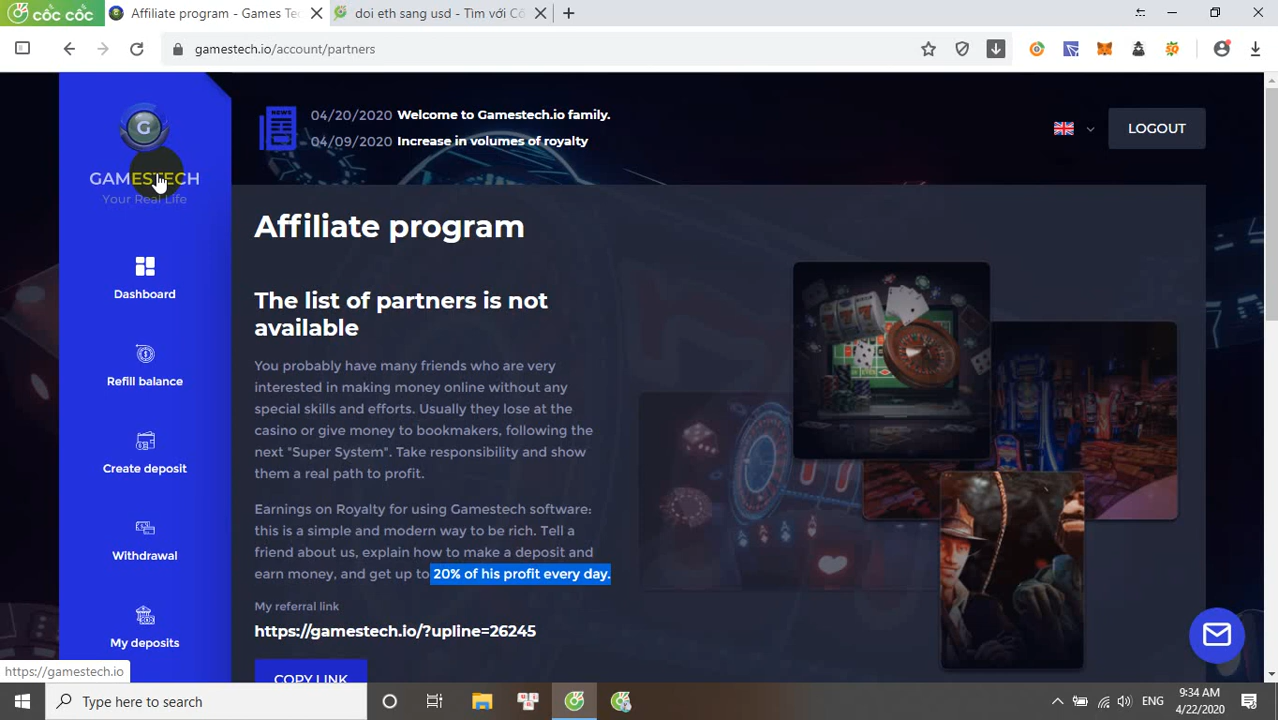 cốc cốc
Affiliate program - Games Tec
doi eth sang usd - Tìm với Cố
gamestech.io/account/partners
G
GAMESTECH
Your Real Life
NEWS
04/20/2020 Welcome to Gamestech.io family.
04/09/2020 Increase in volumes of royalty
LOGOUT
Dashboard
Refill balance
Create deposit
Withdrawal
My deposits
Affiliate program
The list of partners is not
available
You probably have many friends who are very
interested in making money online without any
special skills and efforts. Usually they lose at the
casino or give money to bookmakers, following the
next "Super System". Take responsibility and show
them a real path to profit.
Earnings on Royalty for using Gamestech software:
this is a simple and modern way to be rich. Tell a
friend about us, explain how to make a deposit and
earn money, and get up to 20% of his profit every day.
My referral link
https://gamestech.io/?upline=26245
COPY LINK
https://gamestech.io
Type here to search
ENG
9:34 AM
4/22/2020